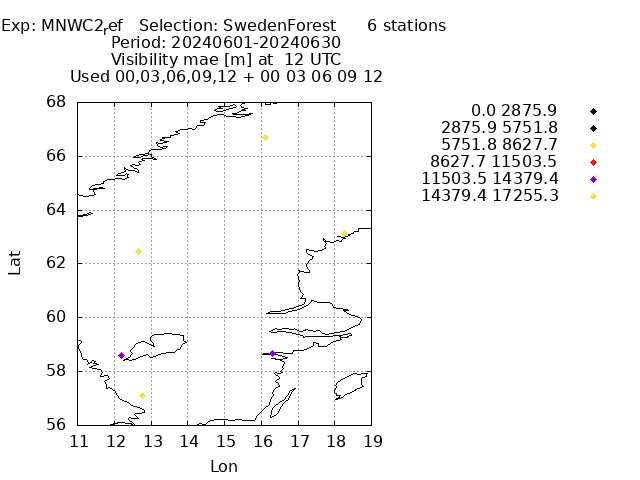 Exp: MNWC2ref Selection: SwedenForest 6 stations
Period: 20240601-20240630
Visibility mae [m] at 12 UTC
Used 00,03,06,09,12 + 00 03 06 09 12
0.0 2875.9
2875.9 5751.8
5751.8 8627.7
8627.7 11503.5
11503.5 14379.4
14379.4 17255.3
68
66
64
62
60
58
56
Lat
11 12 13 14 15 16 17 18 19
Lon